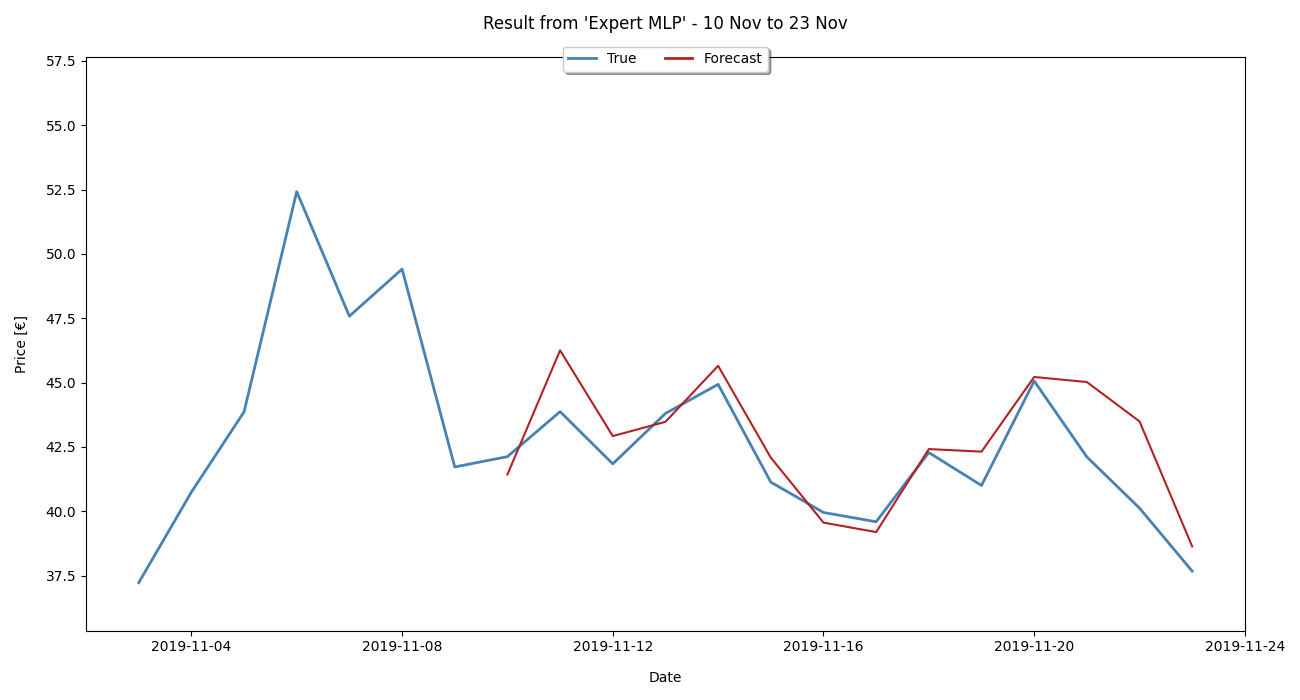 Result from 'Expert MLP' - 10 Nov to 23 Nov
True Forecast
57.5
55.0
52.5
50.0
47.5
45.0
42.5
40.0
37.5
Price [€]
2019-11-04 2019-11-08 2019-11-12 2019-11-16 2019-11-20 2019-11-24
Date